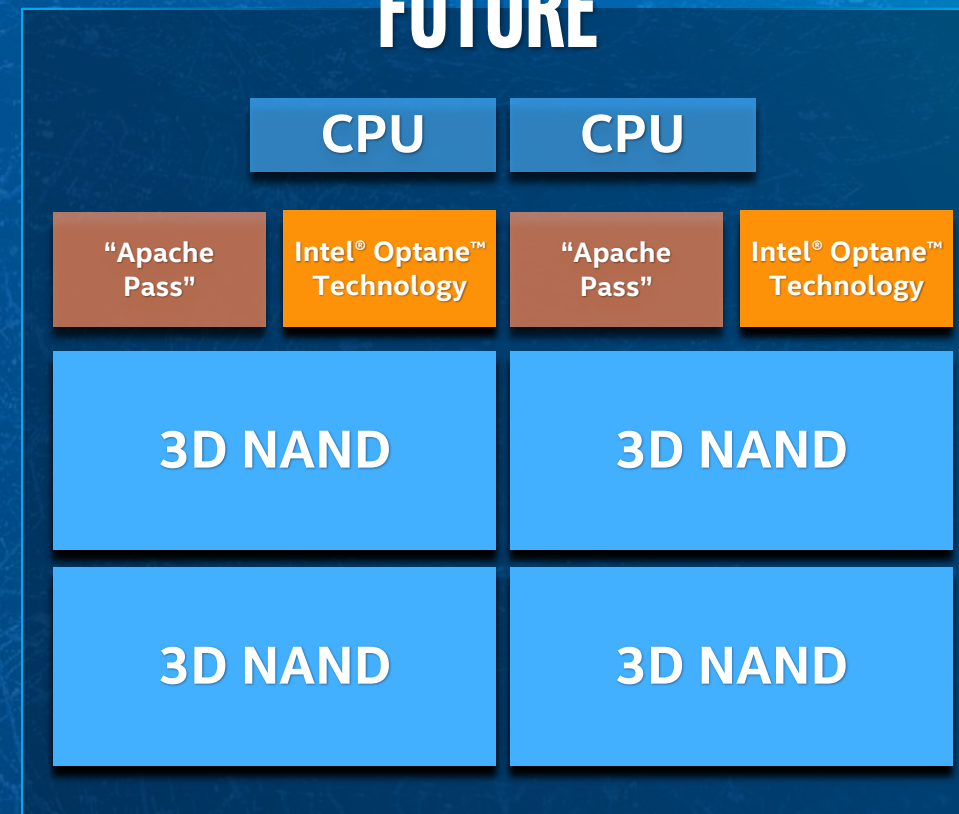 FUTURE
CPU CPU
“Apache
Pass”
Intel® Optane™
Technology
“Apache
Pass”
Intel® Optane™
Technology
3D NAND 3D NAND
3D NAND 3D NAND